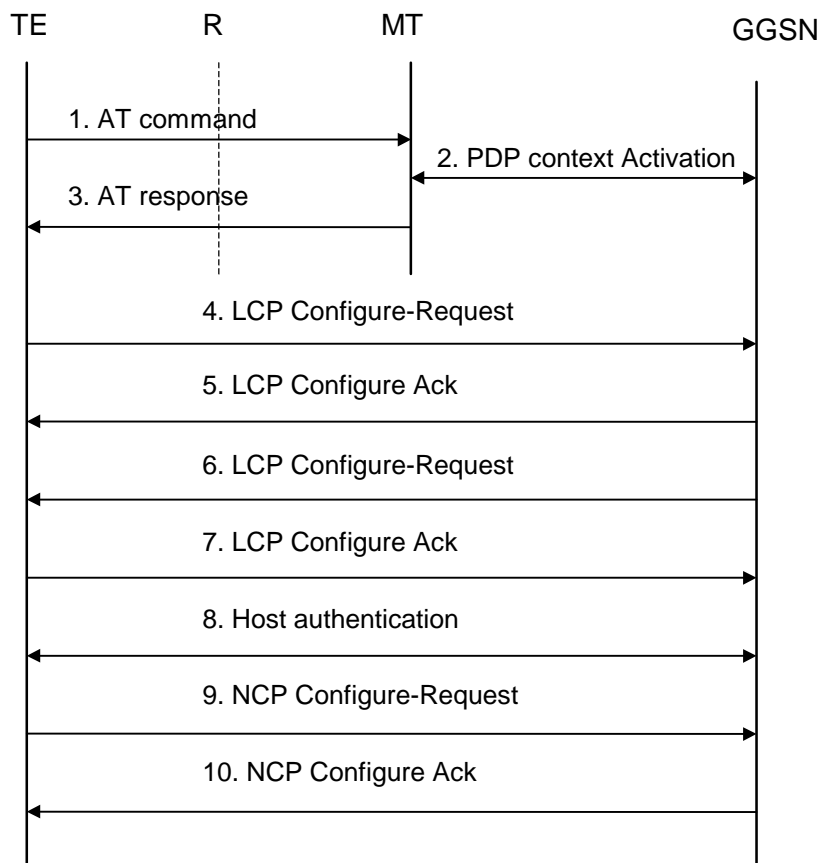 TE R MT GGSN
1. AT command
2. PDP context Activation
3. AT response
4. LCP Configure-Request
5. LCP Configure Ack
6. LCP Configure-Request
7. LCP Configure Ack
8. Host authentication
9. NCP Configure-Request
10. NCP Configure Ack